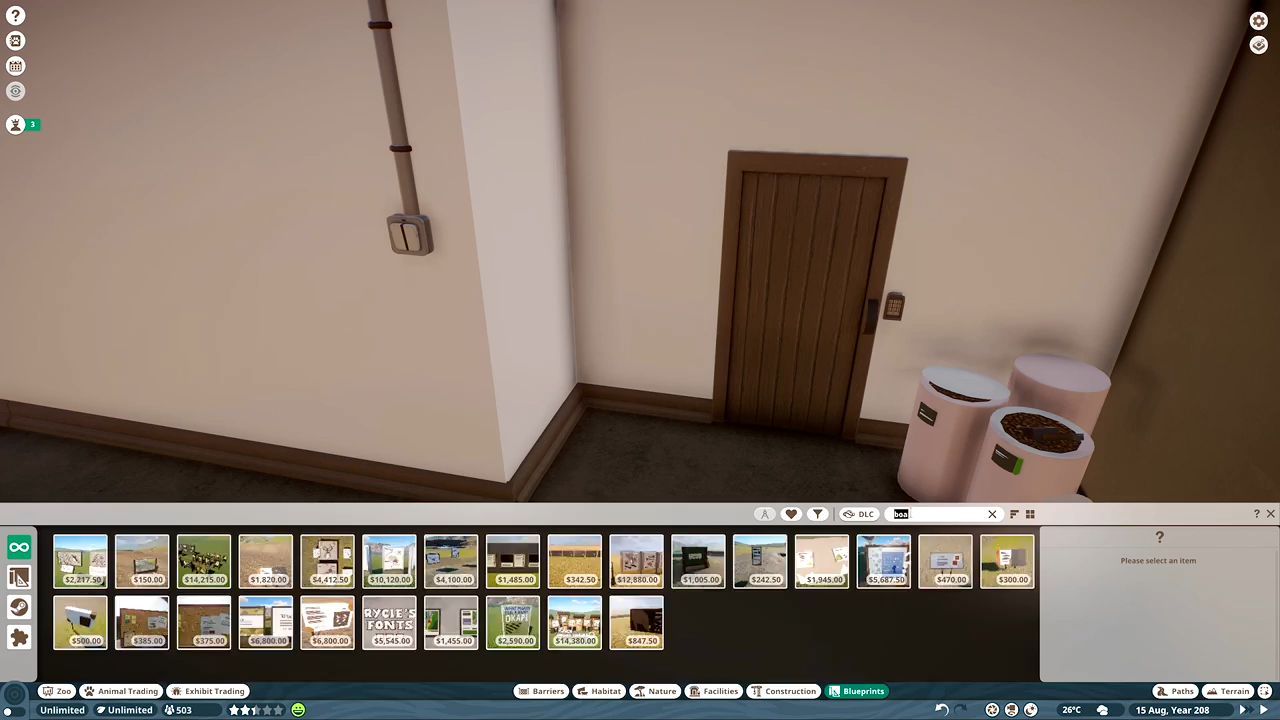 3
DLC
boa
?
$2,217.50
$150.00
$14,215.00
$1,820.00
$4,412.50
$10,120.00
$4,100.00
$1,485.00
$342.50
$12,880.00
$1,005.00
$242.50
$1,945.00
$5,687.50
$470.00
$300.00
?
Please select an item
$500.00
$385.00
$375.00
$6,800.00
$6,800.00
RYCIE'S FONTS
$5,545.00
$1,455.00
$2,590.00
$14,380.00
$847.50
Zoo
Animal Trading
Exhibit Trading
Barriers
Habitat
Nature
Facilities
Construction
Blueprints
Paths
Terrain
Unlimited
Unlimited
503
26°C
15 Aug, Year 208